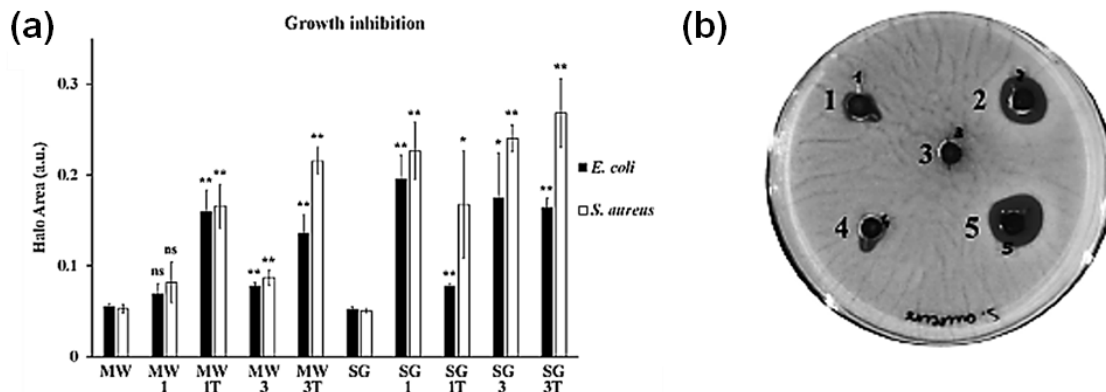 (a)
Growth inhibition
Halo Area (a.u.)
0.3
0.2
0.1
0
ns
ns
**
**
**
**
**
**
**
**
**
*
*
**
**
**
E. coli
S. aureus
MW
MW 1
MW 1T
MW 3
MW 3T
SG
SG 1
SG 1T
SG 3
SG 3T
(b)
1
2
3
4
5
5
S. aureus